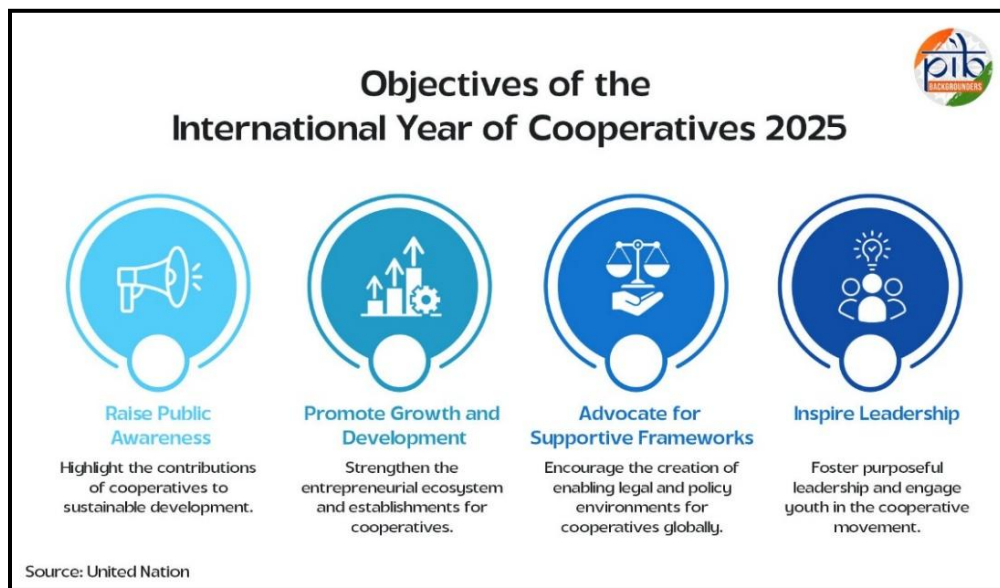 pib
BACKGROUNDERS
Objectives of the
International Year of Cooperatives 2025
Raise Public
Awareness
Highlight the contributions
of cooperatives to
sustainable development.
Promote Growth and
Development
Strengthen the
entrepreneurial ecosystem
and establishments for
cooperatives.
Advocate for
Supportive Frameworks
Encourage the creation of
enabling legal and policy
environments for
cooperatives globally.
Inspire Leadership
Foster purposeful
leadership and engage
youth in the cooperative
movement.
Source: United Nation